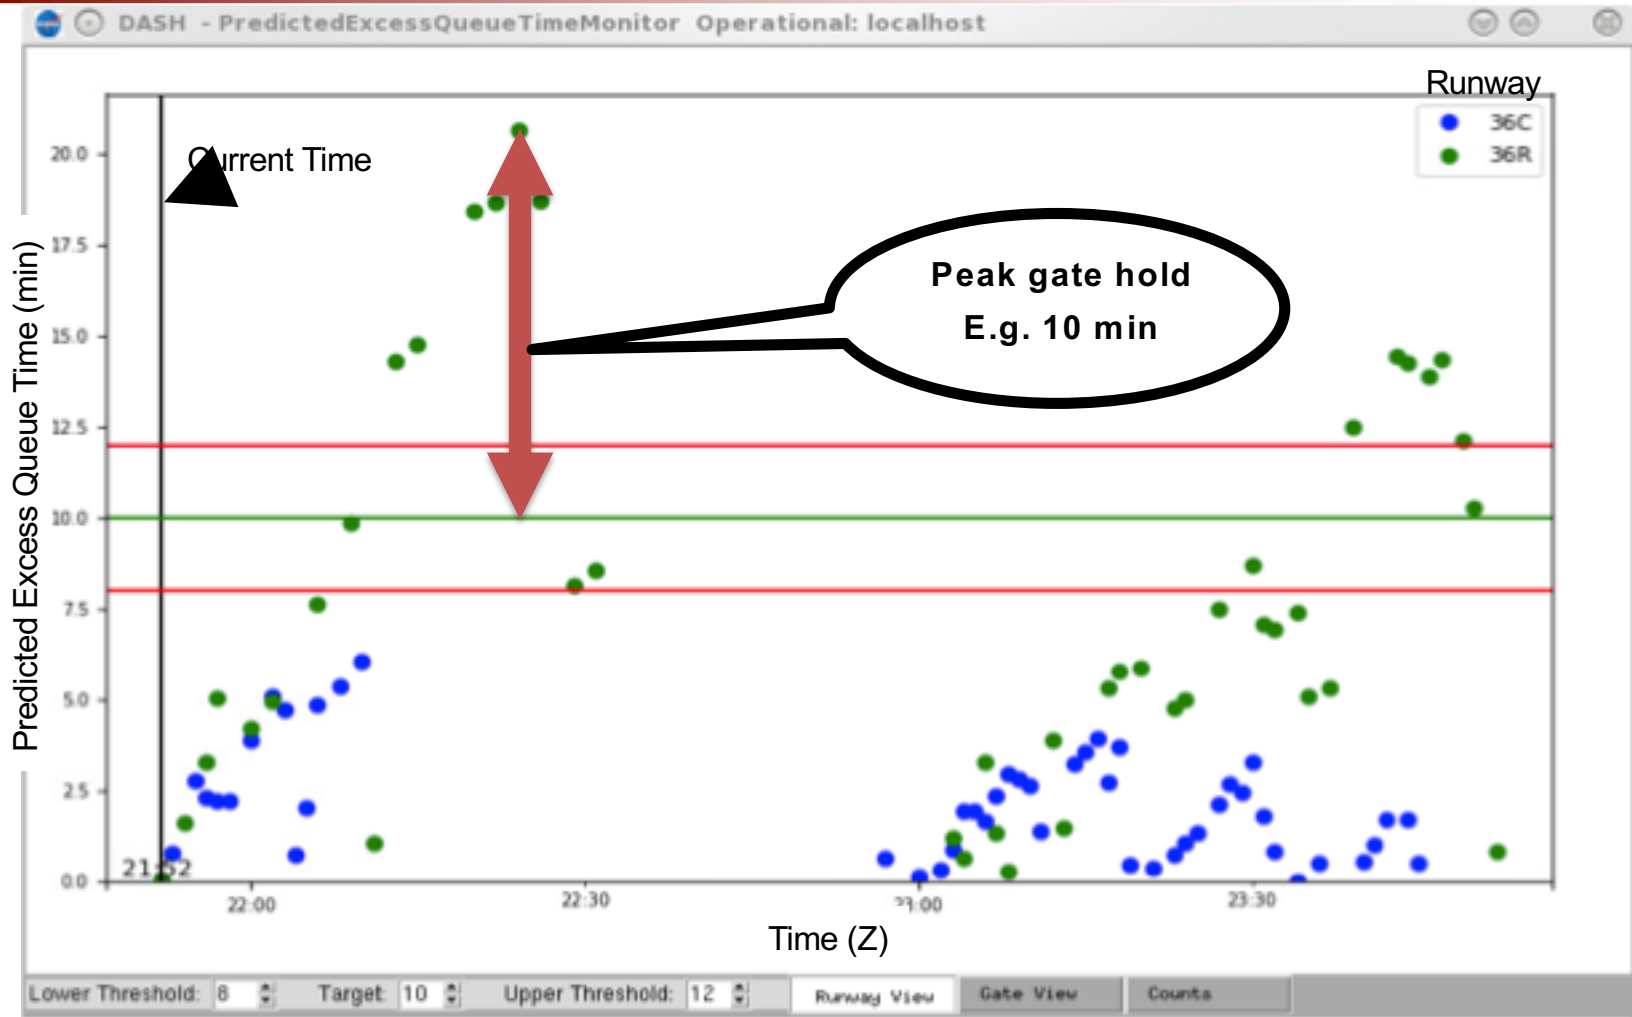 DASH - PredictedExcessQueueTimeMonitor Operational: localhost
Runway
36C
36R
Current Time
Peak gate hold
E.g. 10 min
Predicted Excess Queue Time (min)
20.0
17.5
15.0
12.5
10.0
7.5
5.0
2.5
0.0
21:52
22:00
22:30
23:00
23:30
Time (Z)
Lower Threshold: 8 Target: 10 Upper Threshold: 12 Runway View Gate View Counts